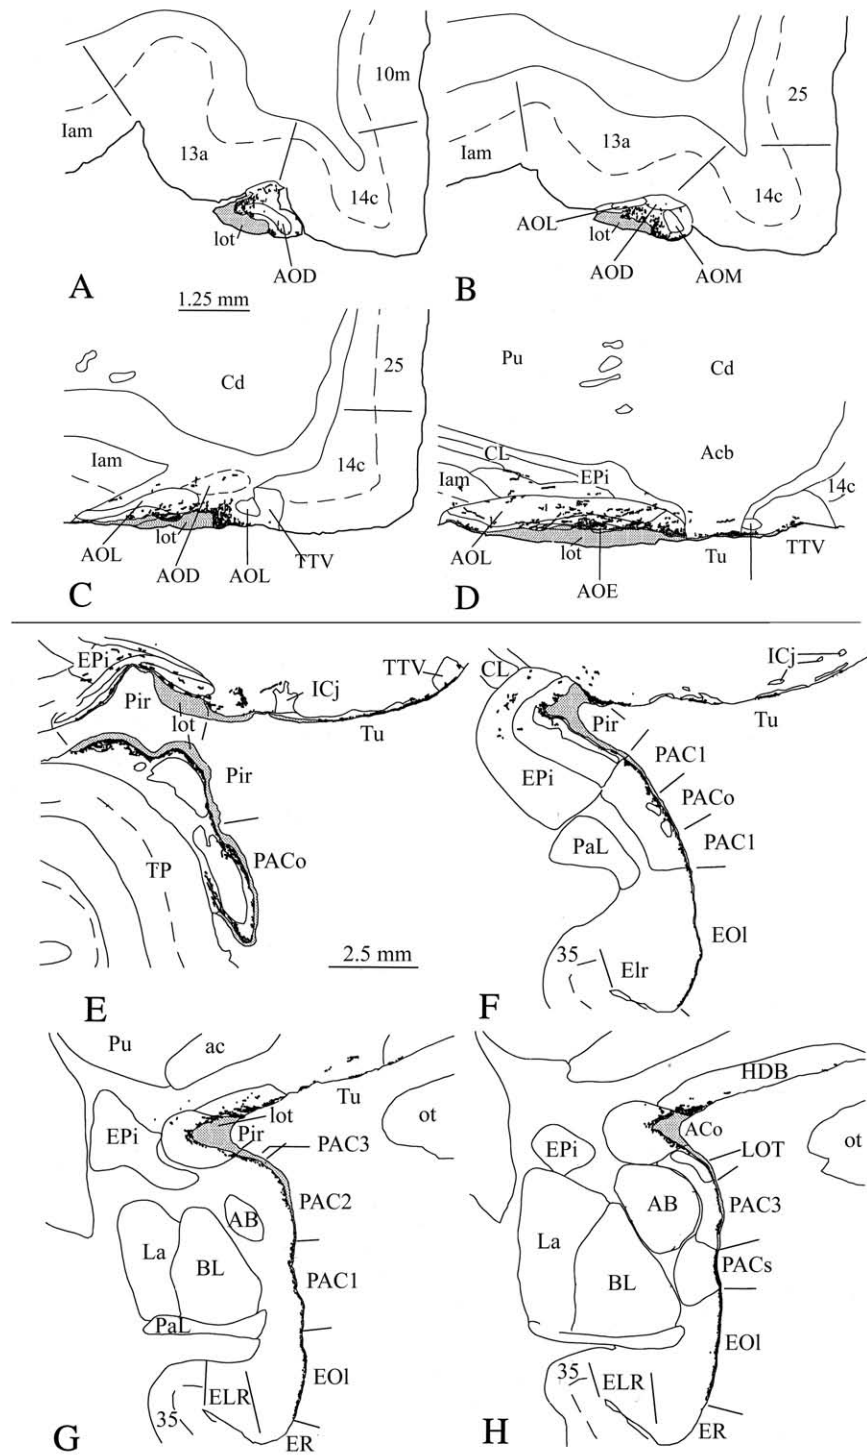 10m
Iam
13a
14c
lot
AOD
A
1.25 mm
25
13a
Iam
14c
AOL
lot
AOD
AOM
B
25
Cd
Iam
14c
AOL
lot
AOD
AOL
TTV
C
Pu
Cd
CL
Acb
Iam
EPi
14c
AOL
lot
AOE
Tu
TTV
D
EPi
TTV
Pir
ICj
lot
Tu
Pir
TP
PACo
2.5 mm
E
CL
ICj
Pir
Tu
EPi
PAC1
PACo
PaL
PAC1
EOl
35
Elr
F
Pu
ac
lot
Tu
EPi
Pir
ot
PAC3
AB
PAC2
La
BL
PAC1
PaL
EOl
35
ELR
G
ER
HDB
ACo
EPi
ot
LOT
AB
PAC3
La
BL
PACs
EOl
35
ELR
H
ER